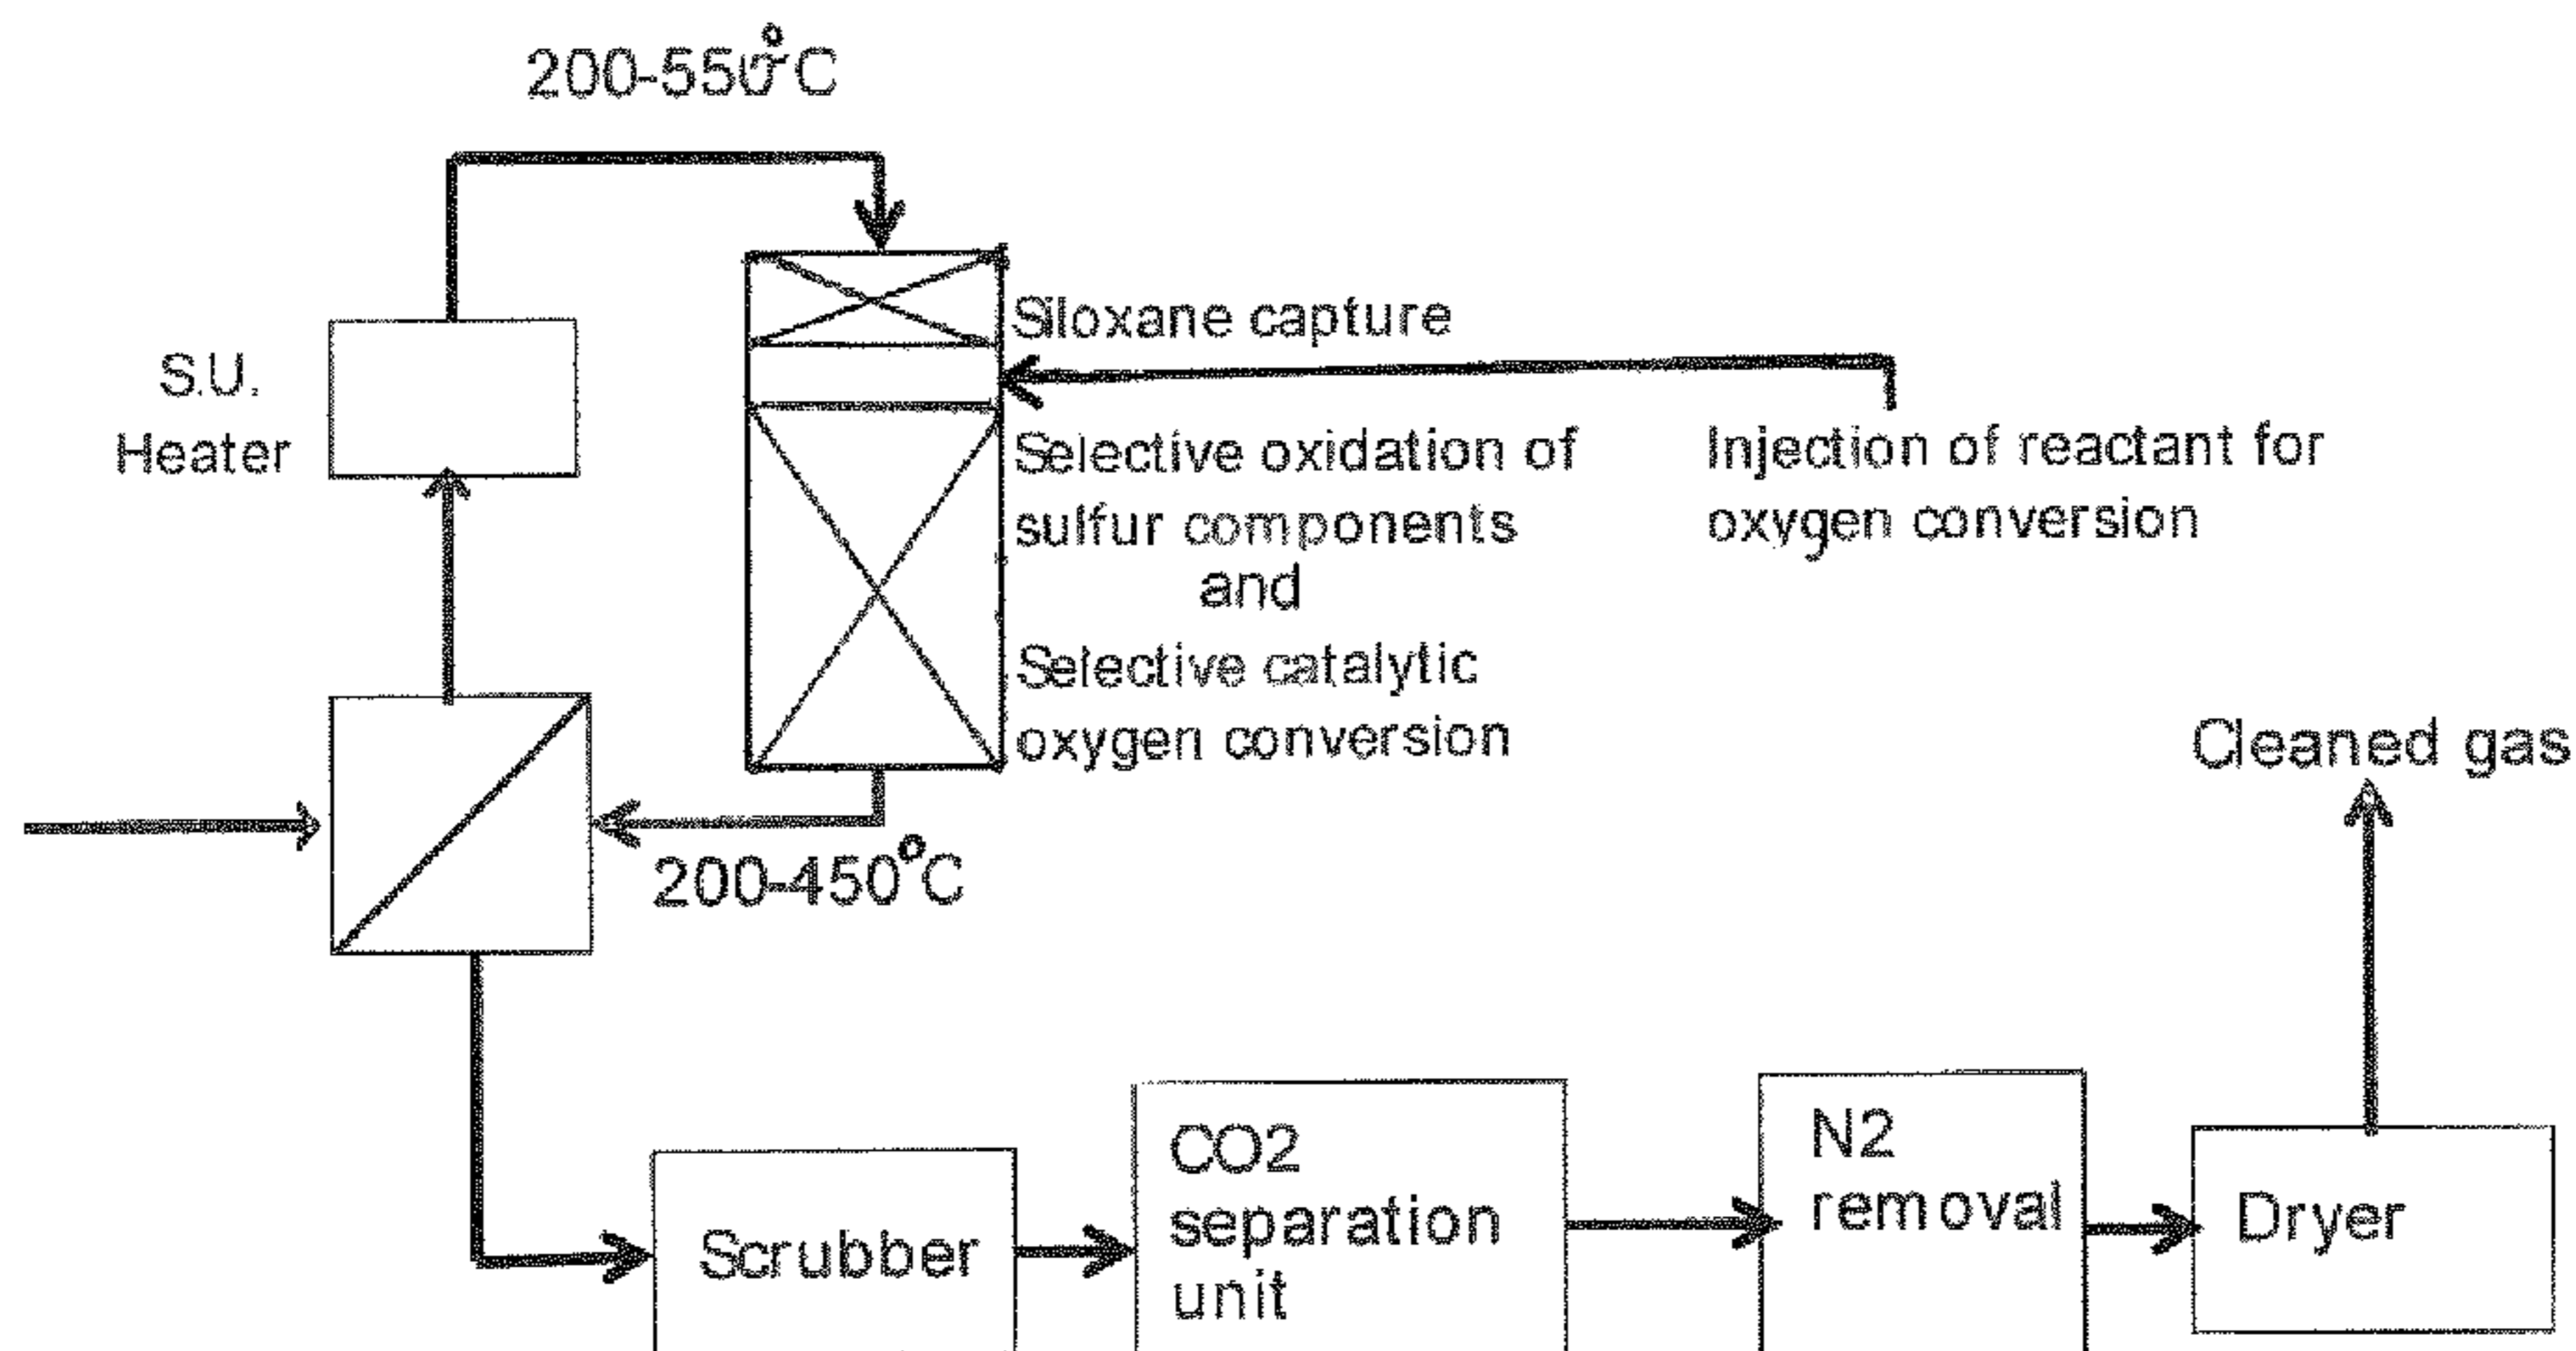 200-550°C
S.U.
Heater
Siloxane capture
Selective oxidation of
sulfur components
and
Selective catalytic
oxygen conversion
Injection of reactant for
oxygen conversion
200-450°C
Cleaned gas
Scrubber
CO2
separation
unit
N2
removal
Dryer